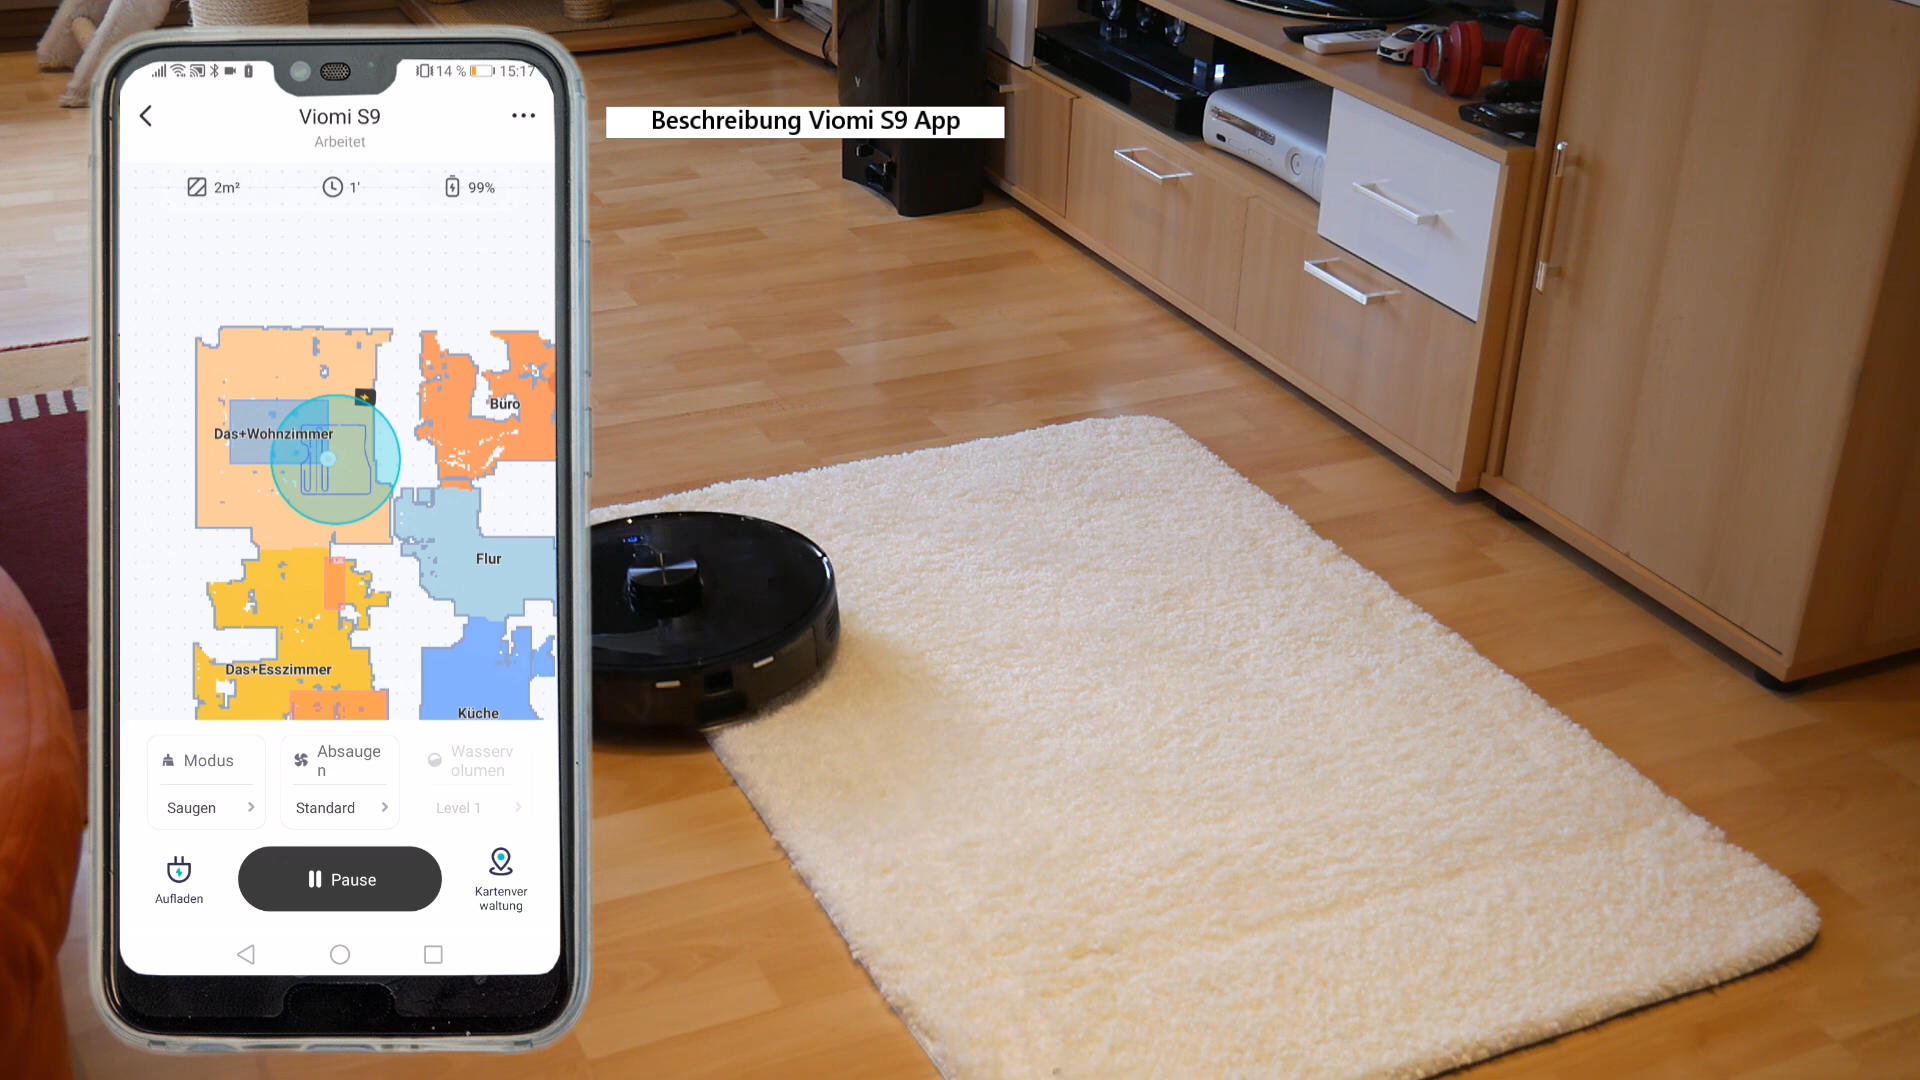 14 % 15:17
Viomi S9
Arbeitet
2m² 1' 99%
Beschreibung Viomi S9 App
Büro
Das+Wohnzimmer
Flur
Das+Esszimmer
Küche
Modus
Absauge
n
Wasserv
olumen
Saugen
Standard
Level 1
Aufladen
Pause
Kartenver
waltung